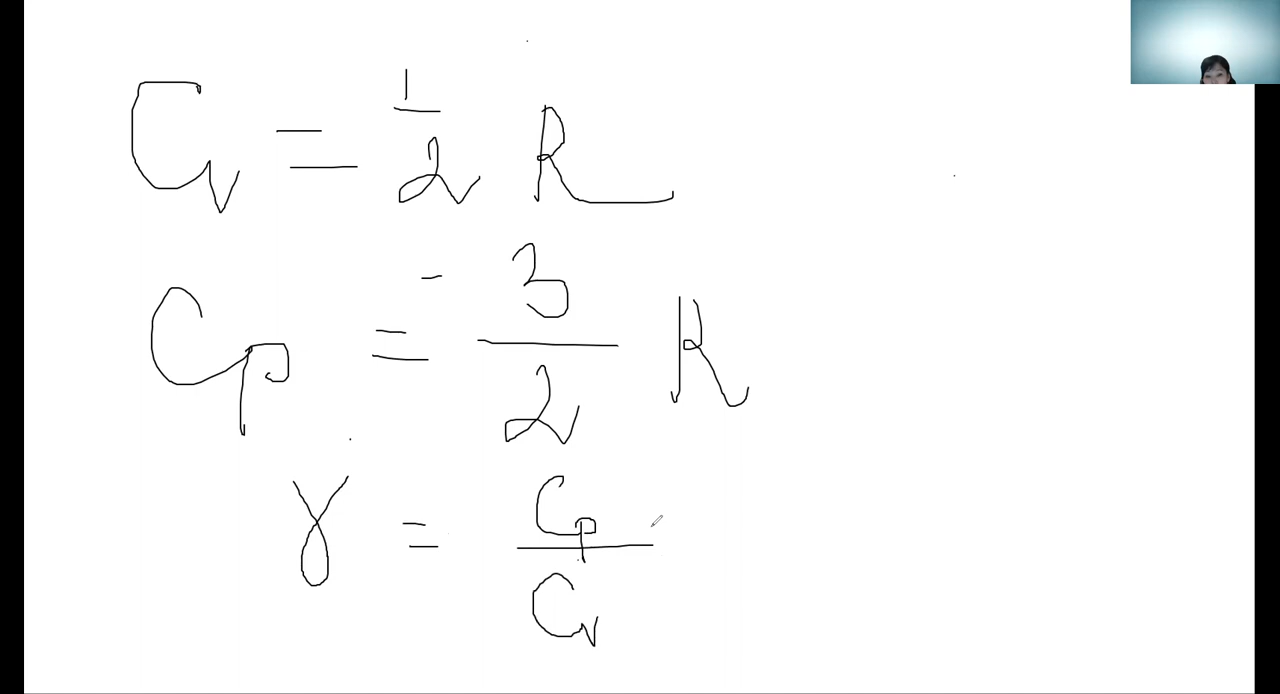 Cv = 1/2 R
Cp = 3/2 R
γ = Cp/Cv